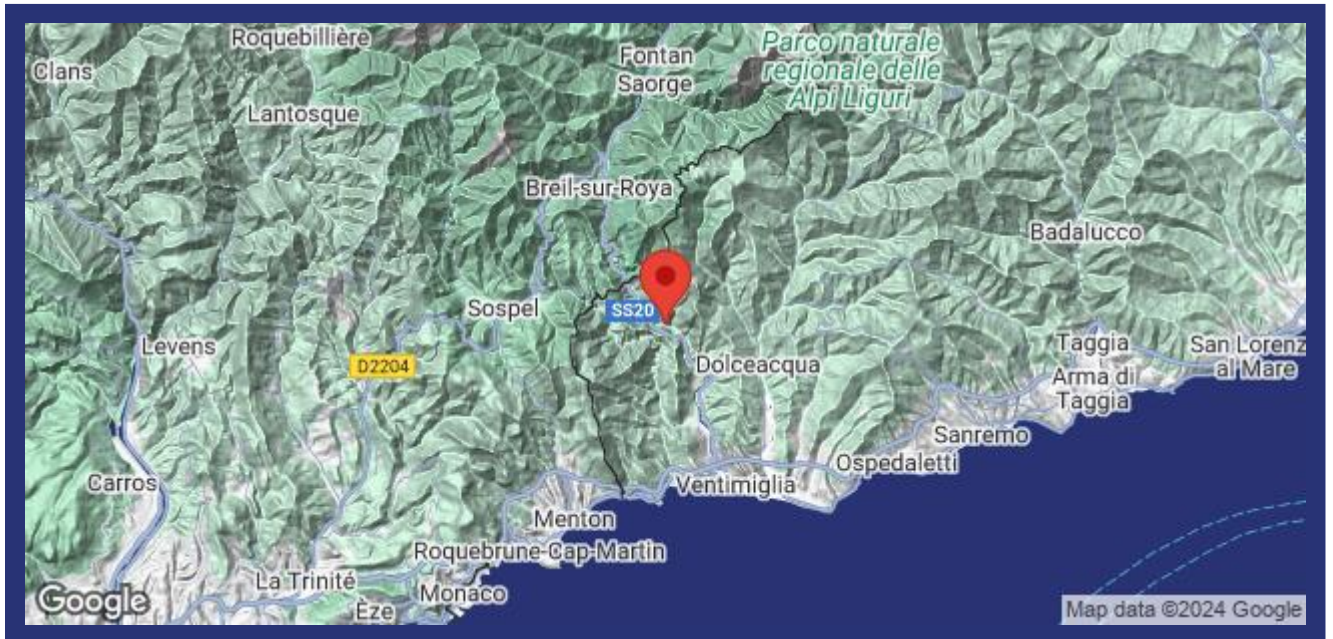 Roquebillière
Clans
Lantosque
Fontan
Saorge
Parco naturale
regionale delle
Alpi Liguri
Breil-sur-Roya
Badalucco
Sospel
SS20
Levens
D2204
Dolceacqua
Taggia
San Lorenz
al Mare
Arma di
Taggia
Sanremo
Ospedaletti
Carros
Ventimiglia
Menton
Roquebrune-Cap-Martin
La Trinité
Monaco
Èze
Google
Map data ©2024 Google